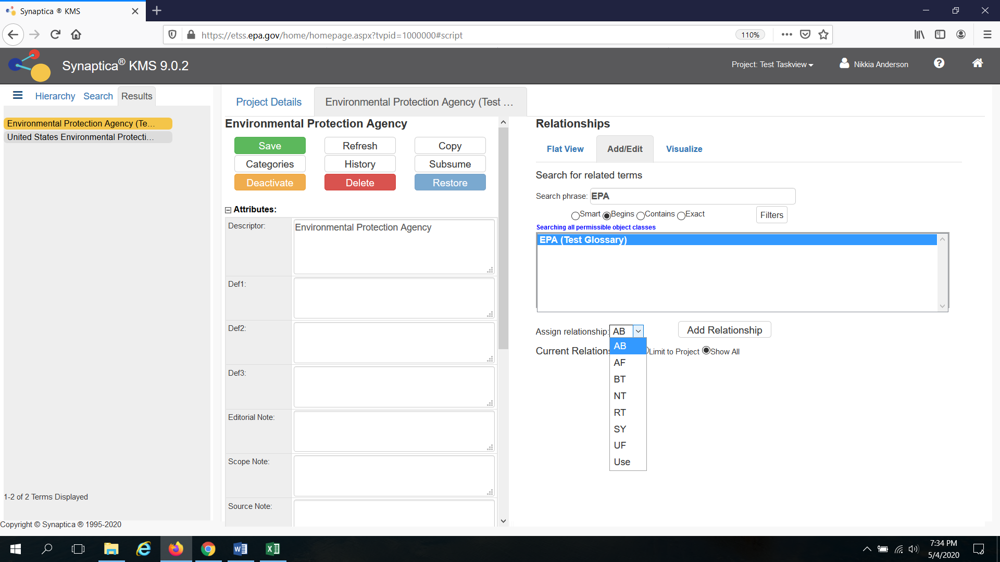 Synaptica ® KMS
https://etss.epa.gov/home/homepage.aspx?tvpid=1000000#script
110%
Synaptica® KMS 9.0.2
Project: Test Taskview
Nikkia Anderson
Hierarchy
Search
Results
Environmental Protection Agency (Te…
United States Environmental Protecti…
1-2 of 2 Terms Displayed
Copyright © Synaptica ® 1995-2020
Project Details
Environmental Protection Agency (Test …
Environmental Protection Agency
Save
Refresh
Copy
Categories
History
Subsume
Deactivate
Delete
Restore
Attributes:
Descriptor:
Environmental Protection Agency
Def1:
Def2:
Def3:
Editorial Note:
Scope Note:
Source Note:
Relationships
Flat View
Add/Edit
Visualize
Search for related terms
Search phrase: EPA
Smart Begins Contains Exact
Filters
Searching all permissible object classes
EPA (Test Glossary)
Assign relationship: AB
Add Relationship
Current Relations
Limit to Project Show All
AB
AF
BT
NT
RT
SY
UF
Use
7:34 PM
5/4/2020